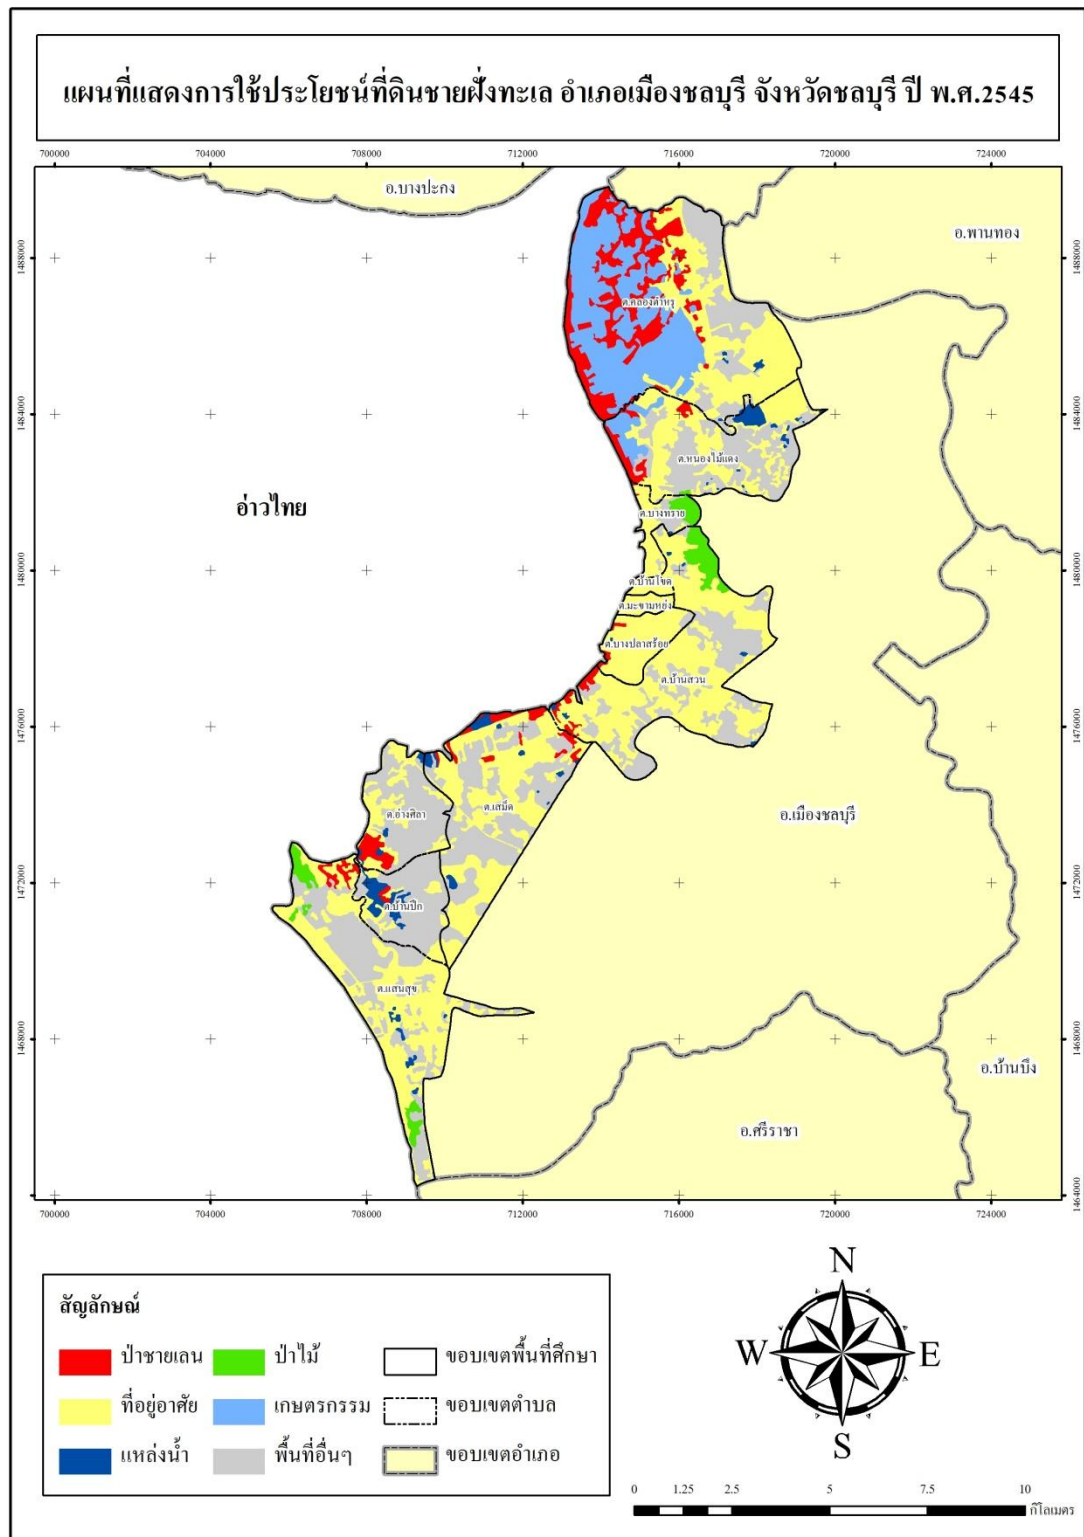 แผนที่แสดงการใช้ประโยชน์ที่ดินชายฝั่งทะเล อำเภอเมืองชลบุรี จังหวัดชลบุรี ปี พ.ศ.2545
700000 704000 708000 712000 716000 720000 724000
อ.บางปะกง
อ.พานทอง
1488000 1488000
ต.คลองตำหรุ
1484000 1484000
ต.หนองไม้แดง
อ่าวไทย
ต.บางทราย
1480000 1480000
ต.บ้านโขด
ต.มะขามหย่ง
ต.บางปลาสร้อย
ต.บ้านสวน
1476000 1476000
ต.อ่างศิลา
ต.เสม็ด
อ.เมืองชลบุรี
1472000 1472000
ต.บ้านปึก
ต.แสนสุข
1468000 1468000
อ.บ้านบึง
อ.ศรีราชา
1464000 1464000
700000 704000 708000 712000 716000 720000 724000
สัญลักษณ์
ป่าชายเลน ป่าไม้ ขอบเขตพื้นที่ศึกษา
ที่อยู่อาศัย เกษตรกรรม ขอบเขตตำบล
แหล่งน้ำ พื้นที่อื่นๆ ขอบเขตอำเภอ
N
W E
S
0 1.25 2.5 5 7.5 10
กิโลเมตร